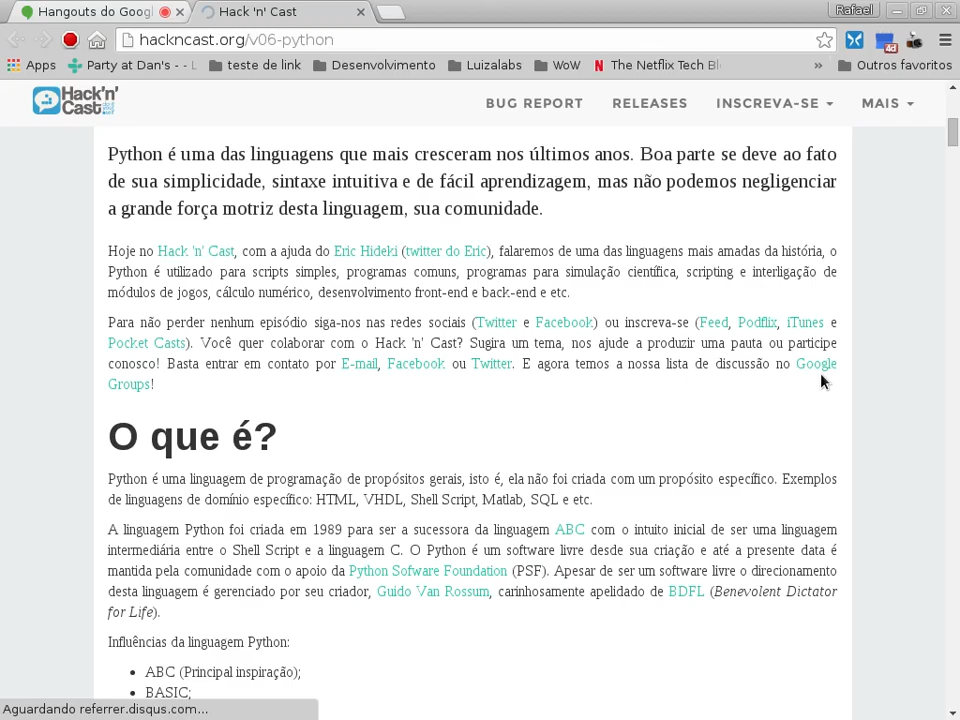 Hangouts do Googl
Hack 'n' Cast
Rafael
hackncast.org/v06-python
4d
Apps
Party at Dan's - - L
teste de link
Desenvolvimento
Luizalabs
WoW
N
The Netflix Tech Bl
»
Outros favoritos
Hack'n'
Cast
BUG REPORT
RELEASES
INSCREVA-SE
MAIS
Python é uma das linguagens que mais cresceram nos últimos anos. Boa parte se deve ao fato
de sua simplicidade, sintaxe intuitiva e de fácil aprendizagem, mas não podemos negligenciar
a grande força motriz desta linguagem, sua comunidade.
Hoje no Hack 'n' Cast, com a ajuda do Eric Hideki (twitter do Eric), falaremos de uma das linguagens mais amadas da história, o
Python é utilizado para scripts simples, programas comuns, programas para simulação científica, scripting e interligação de
módulos de jogos, cálculo numérico, desenvolvimento front-end e back-end e etc.
Para não perder nenhum episódio siga-nos nas redes sociais (Twitter e Facebook) ou inscreva-se (Feed, Podflix, iTunes e
Pocket Casts). Você quer colaborar com o Hack 'n' Cast? Sugira um tema, nos ajude a produzir uma pauta ou participe
conosco! Basta entrar em contato por E-mail, Facebook ou Twitter. E agora temos a nossa lista de discussão no Google
Groups!
O que é?
Python é uma linguagem de programação de propósitos gerais, isto é, ela não foi criada com um propósito específico. Exemplos
de linguagens de domínio específico: HTML, VHDL, Shell Script, Matlab, SQL e etc.
A linguagem Python foi criada em 1989 para ser a sucessora da linguagem ABC com o intuito inicial de ser uma linguagem
intermediária entre o Shell Script e a linguagem C. O Python é um software livre desde sua criação e até a presente data é
mantida pela comunidade com o apoio da Python Sofware Foundation (PSF). Apesar de ser um software livre o direcionamento
desta linguagem é gerenciado por seu criador, Guido Van Rossum, carinhosamente apelidado de BDFL (Benevolent Dictator
for Life).
Influências da linguagem Python:
ABC (Principal inspiração);
BASIC;
Aguardando referrer.disqus.com...